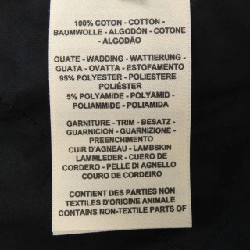 100% COTON - COTTON -
BAUMWOLLE - ALGODÓN - COTONE
- ALGODÃO
OUATE - WADDING - WATTIERUNG -
GUATA - OVATTA - ESTOFAMENTO
95% POLYESTER - POLIESTERE
POLIÉSTER
5% POLYAMIDE - POLYAMID -
POLIAMMIDE - POLIAMIDA
GARNITURE - TRIM - BESATZ -
GUARNICION - GUARNIZIONE -
PREENCHIMENTO
CUIR D'AGNEAU - LAMBSKIN -
LAMMLEDER - CUERO DE
CORDERO - PELLE DI AGNELLO
COURO DE CORDEIRO
CONTIENT DES PARTIES NON
TEXTILES D'ORIGINE ANIMALE
CONTAINS NON-TEXTILE PARTS OF